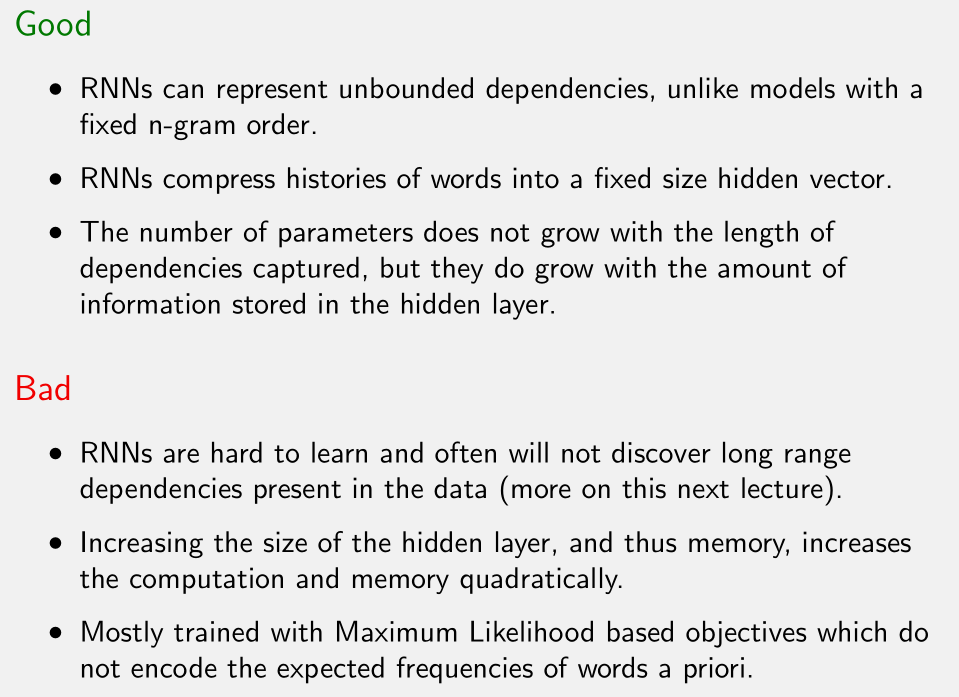 Good
• RNNs can represent unbounded dependencies, unlike models with a
fixed n-gram order.
• RNNs compress histories of words into a fixed size hidden vector.
• The number of parameters does not grow with the length of
dependencies captured, but they do grow with the amount of
information stored in the hidden layer.
Bad
• RNNs are hard to learn and often will not discover long range
dependencies present in the data (more on this next lecture).
• Increasing the size of the hidden layer, and thus memory, increases
the computation and memory quadratically.
• Mostly trained with Maximum Likelihood based objectives which do
not encode the expected frequencies of words a priori.